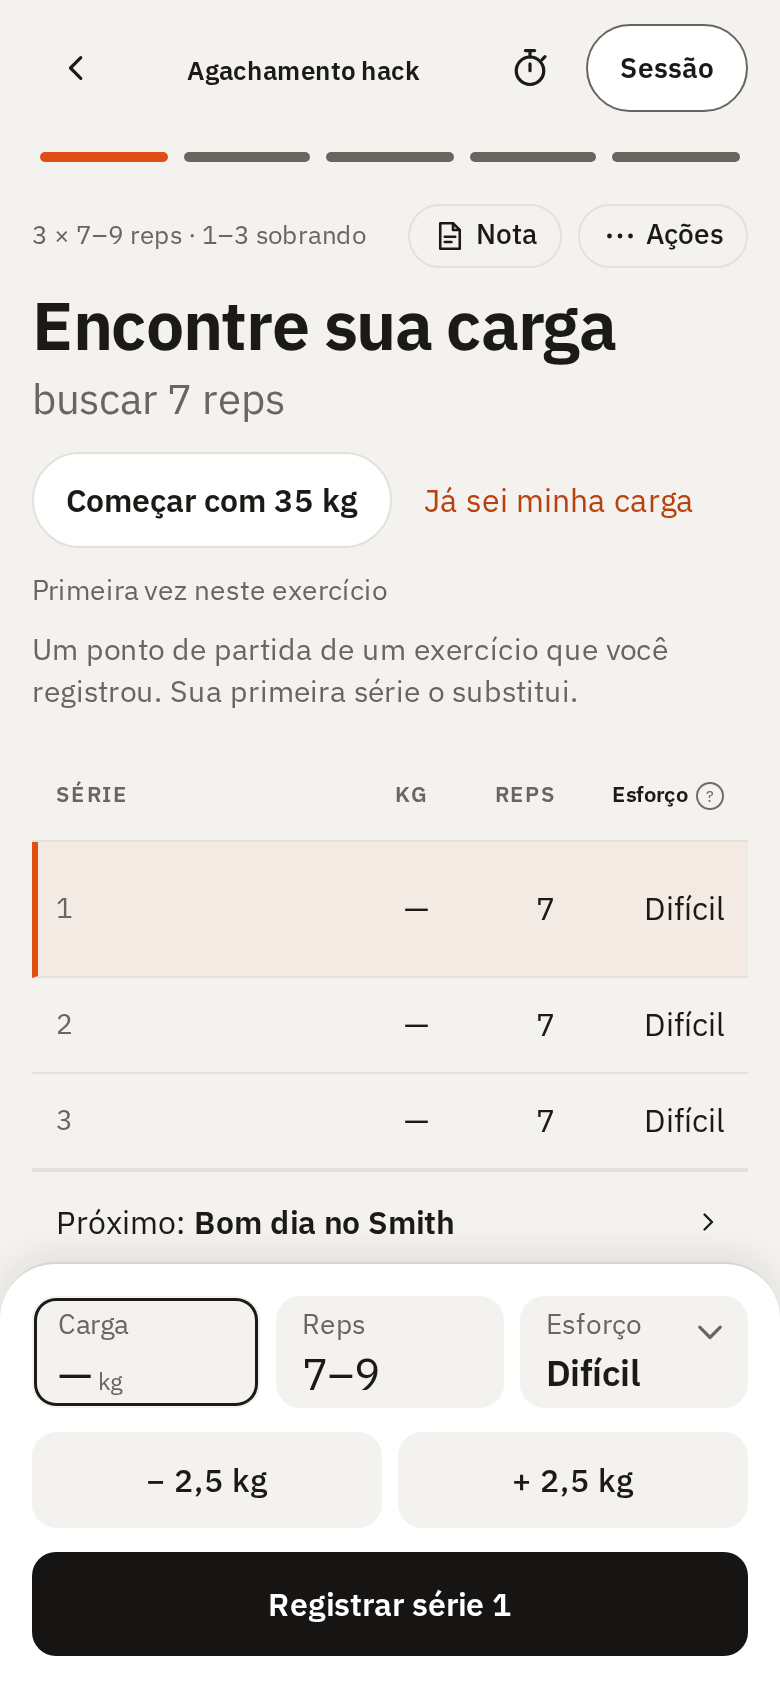 Agachamento hack
Sessão
3 × 7–9 reps · 1–3 sobrando
Nota
Ações
Encontre sua carga
buscar 7 reps
Começar com 35 kg
Já sei minha carga
Primeira vez neste exercício
Um ponto de partida de um exercício que você
registrou. Sua primeira série o substitui.
SÉRIE KG REPS Esforço ?
1 — 7 Difícil
2 — 7 Difícil
3 — 7 Difícil
Próximo: Bom dia no Smith
Carga Reps Esforço
— kg 7–9 Difícil
− 2,5 kg + 2,5 kg
Registrar série 1